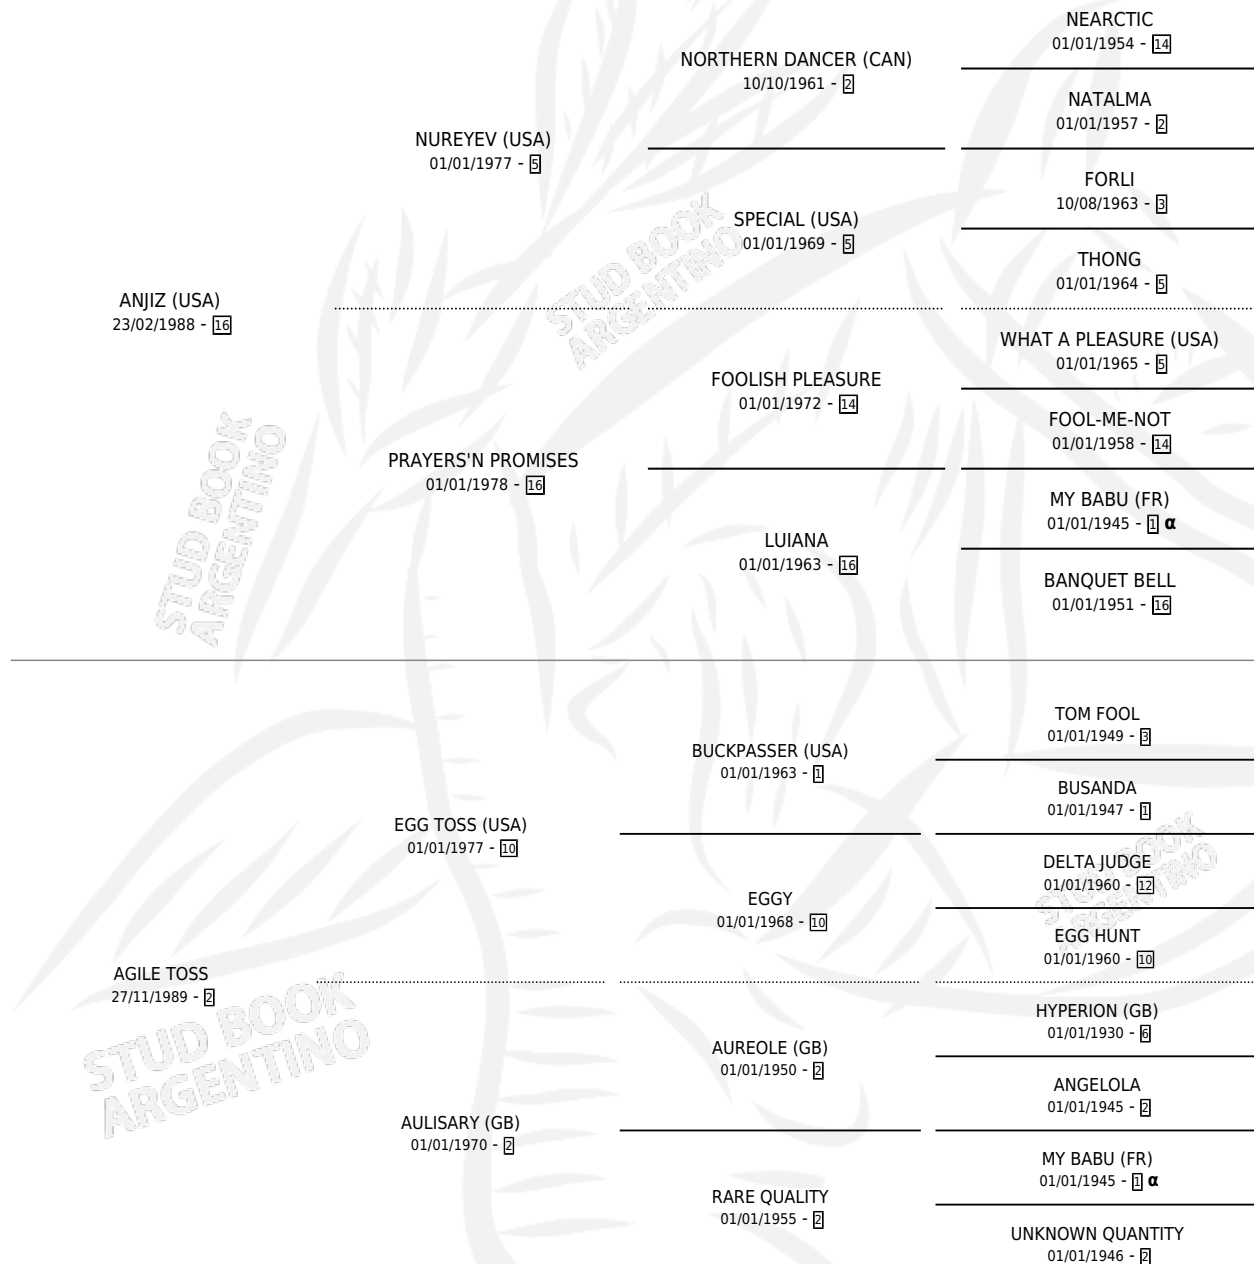 NEARCTIC
01/01/1954 - 14
NORTHERN DANCER (CAN)
10/10/1961 - 2
NATALMA
01/01/1957 - 2
NUREYEV (USA)
01/01/1977 - 5
FORLI
10/08/1963 - 3
SPECIAL (USA)
01/01/1969 - 5
THONG
01/01/1964 - 5
ANJIZ (USA)
23/02/1988 - 16
WHAT A PLEASURE (USA)
01/01/1965 - 5
FOOLISH PLEASURE
01/01/1972 - 14
FOOL-ME-NOT
01/01/1958 - 14
PRAYERS'N PROMISES
01/01/1978 - 16
MY BABU (FR)
01/01/1945 - 1 α
LUIANA
01/01/1963 - 16
BANQUET BELL
01/01/1951 - 16
TOM FOOL
01/01/1949 - 3
BUCKPASSER (USA)
01/01/1963 - 1
BUSANDA
01/01/1947 - 1
EGG TOSS (USA)
01/01/1977 - 10
DELTA JUDGE
01/01/1960 - 12
EGGY
01/01/1968 - 10
EGG HUNT
01/01/1960 - 10
AGILE TOSS
27/11/1989 - 2
HYPERION (GB)
01/01/1930 - 6
AUREOLE (GB)
01/01/1950 - 2
ANGELOLA
01/01/1945 - 2
AULISARY (GB)
01/01/1970 - 2
MY BABU (FR)
01/01/1945 - 1 α
RARE QUALITY
01/01/1955 - 2
UNKNOWN QUANTITY
01/01/1946 - 2
STUD BOOK
ARGENTINO
STUD BOOK
ARGENTINO
STUD BOOK
ARGENTINO
STUD BOOK
ARGENTINO